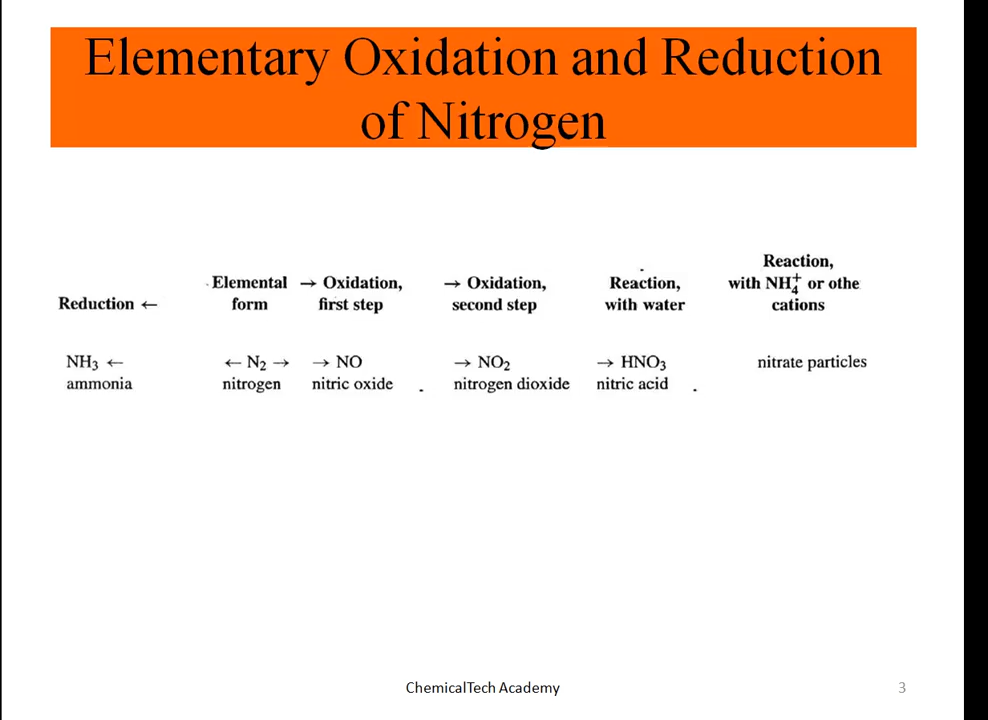 Elementary Oxidation and Reduction
of Nitrogen
Reaction,
Elemental → Oxidation, → Oxidation, Reaction, with NH₄⁺ or othe
Reduction ← form first step second step with water cations
NH₃ ← ← N₂ → → NO → NO₂ → HNO₃ nitrate particles
ammonia nitrogen nitric oxide nitrogen dioxide nitric acid
ChemicalTech Academy 3